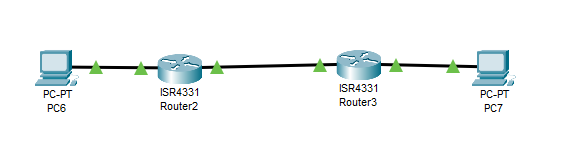 PC-PT
PC6
ISR4331
Router2
ISR4331
Router3
PC-PT
PC7